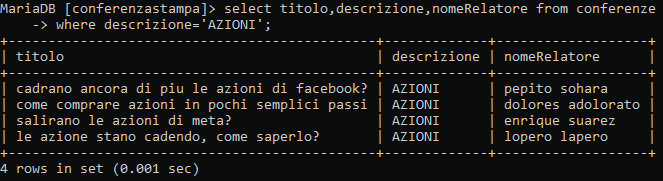 MariaDB [conferenzastampa]> select titolo,descrizione,nomeRelatore from conferenze
    -> where descrizione='AZIONI';
+---------------------------------------------+-------------+-------------------+
| titolo                                      | descrizione | nomeRelatore      |
+---------------------------------------------+-------------+-------------------+
| cadrano ancora di piu le azioni di facebook? | AZIONI      | pepito sohara     |
| come comprare azioni in pochi semplici passi | AZIONI      | dolores adolorato |
| salirano le azioni di meta?                 | AZIONI      | enrique suarez    |
| le azione stano cadendo, come saperlo?      | AZIONI      | lopero lapero     |
+---------------------------------------------+-------------+-------------------+
4 rows in set (0.001 sec)